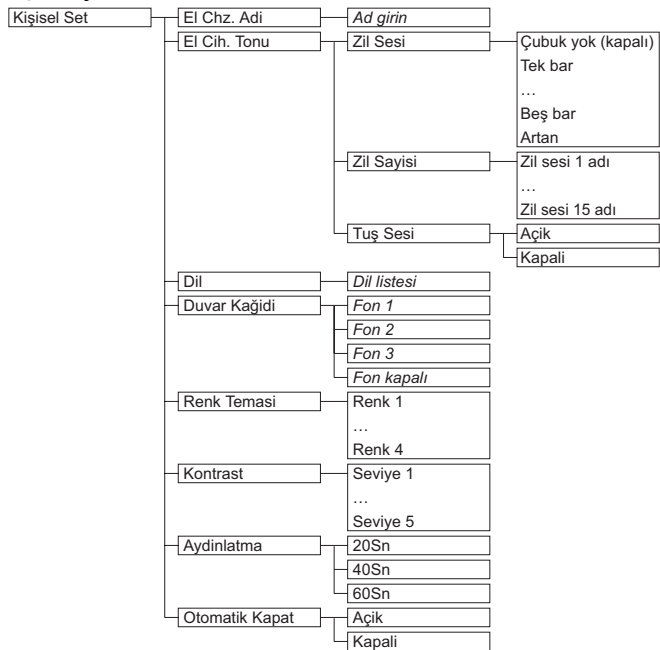 Kişisel Set
El Chz. Adi
Ad girin
El Cih. Tonu
Zil Sesi
Çubuk yok (kapalı)
Tek bar
…
Beş bar
Artan
Zil Sayisi
Zil sesi 1 adı
…
Zil sesi 15 adı
Tuş Sesi
Açik
Kapali
Dil
Dil listesi
Duvar Kağidi
Fon 1
Fon 2
Fon 3
Fon kapalı
Renk Temasi
Renk 1
…
Renk 4
Kontrast
Seviye 1
…
Seviye 5
Aydinlatma
20Sn
40Sn
60Sn
Otomatik Kapat
Açik
Kapali